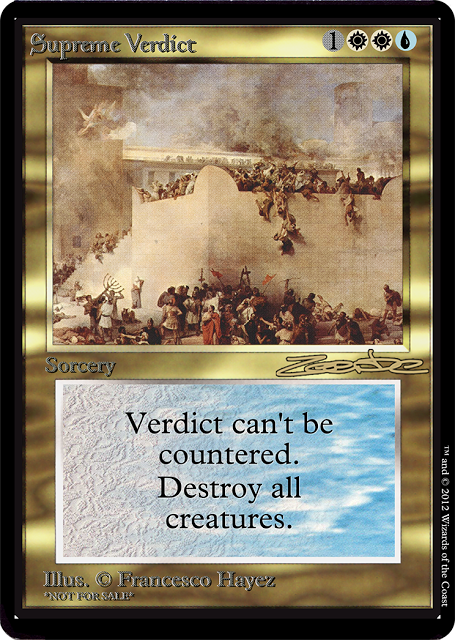 Supreme Verdict 1
Sorcery
Verdict can't be
countered.
Destroy all
creatures.
Illus. © Francesco Hayez
*NOT FOR SALE*
™ and © 2012 Wizards of the Coast